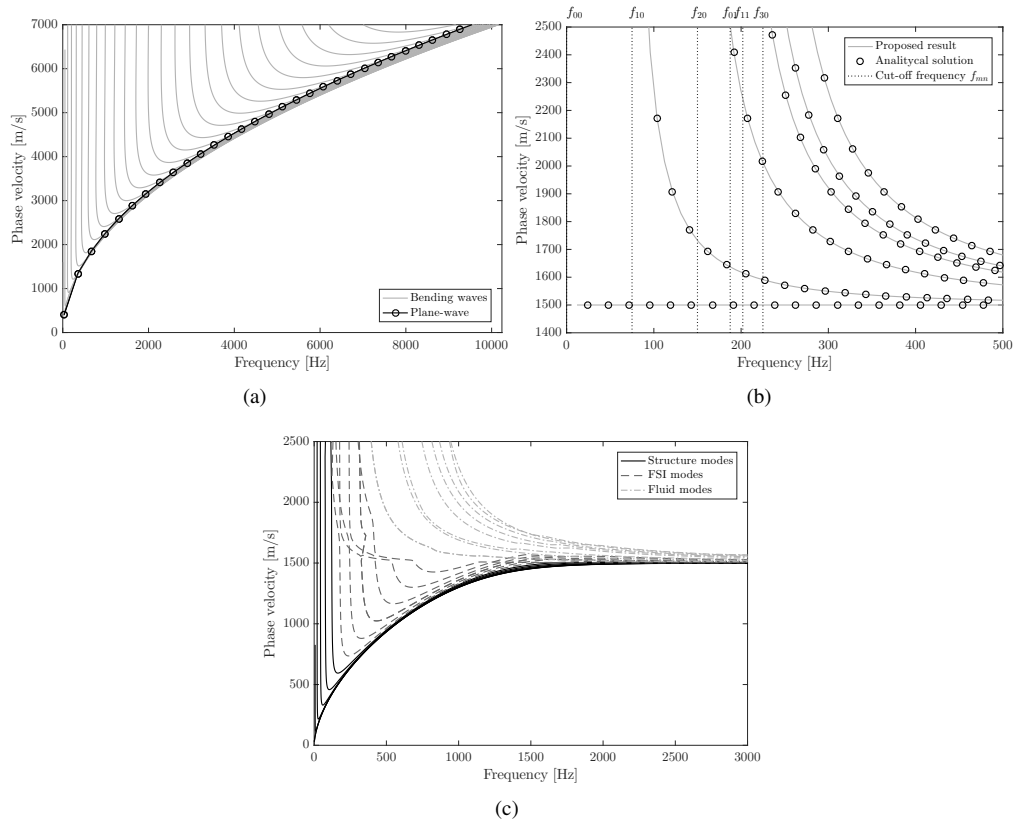 7000
6000
5000
4000
3000
2000
1000
0
Phase velocity [m/s]
0
2000
4000
6000
8000
10000
Frequency [Hz]
Bending waves
Plane-wave
(a)
f00
f10
f20
f01
f11
f30
2500
2400
2300
2200
2100
2000
1900
1800
1700
1600
1500
1400
Phase velocity [m/s]
0
100
200
300
400
500
Frequency [Hz]
Proposed result
Analitycal solution
Cut-off frequency fmn
(b)
2500
2000
1500
1000
500
0
Phase velocity [m/s]
0
500
1000
1500
2000
2500
3000
Frequency [Hz]
Structure modes
FSI modes
Fluid modes
(c)